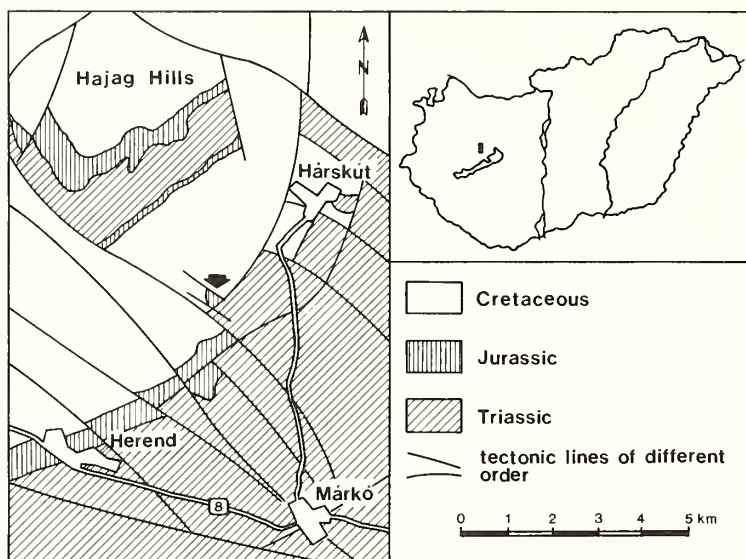 Hajag Hills
N
Hárskút
Herend
8
Márkó
Cretaceous
Jurassic
Triassic
tectonic lines of different
order
0 1 2 3 4 5 km